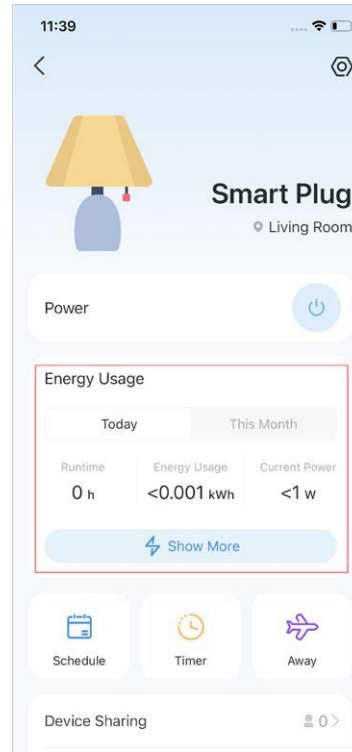 11:39
Smart Plug
Living Room
Power
Energy Usage
Today This Month
Runtime Energy Usage Current Power
0 h <0.001 kWh <1 w
Show More
Schedule Timer Away
Device Sharing 0